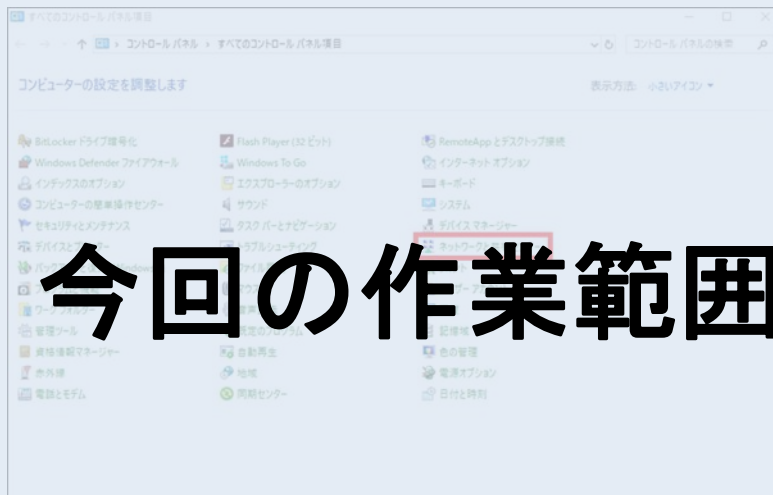 すべてのコントロール パネル項目
コントロール パネル > すべてのコントロール パネル項目
コントロール パネルの検索
コンピューターの設定を調整します
表示方法: 小さいアイコン
BitLocker ドライブ暗号化
Flash Player (32 ビット)
RemoteApp とデスクトップ接続
Windows Defender ファイアウォール
Windows To Go
インターネット オプション
インデックスのオプション
エクスプローラーのオプション
キーボード
コンピューターの簡単操作センター
サウンド
システム
セキュリティとメンテナンス
タスク バーとナビゲーション
デバイス マネージャー
トラブルシューティング
今回の作業範囲
管理ツール
資格情報マネージャー
自動再生
色の管理
赤外線
地域
電源オプション
電話とモデム
同期センター
日付と時刻